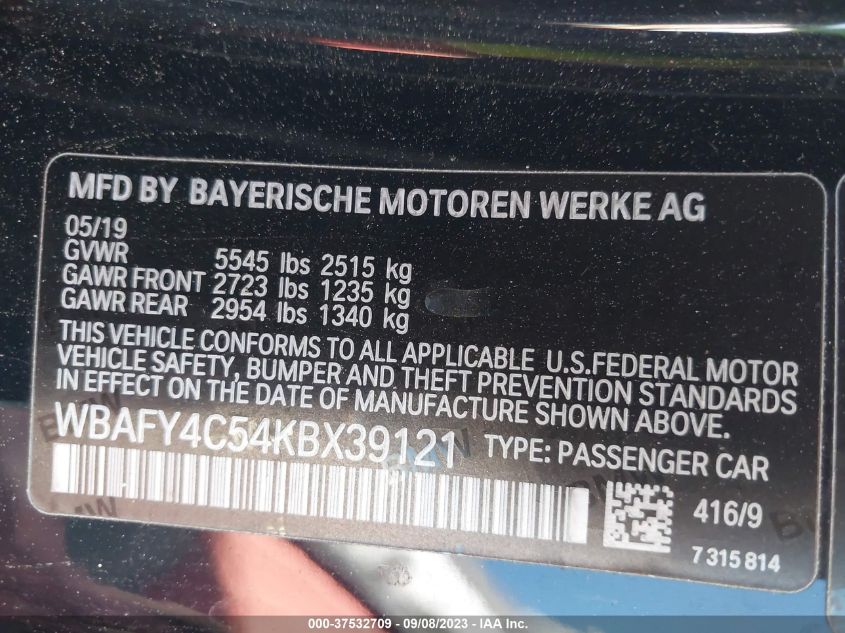 MFD BY BAYERISCHE MOTOREN WERKE AG
05/19
GVWR 5545 lbs 2515 kg
GAWR FRONT 2723 lbs 1235 kg
GAWR REAR 2954 lbs 1340 kg
THIS VEHICLE CONFORMS TO ALL APPLICABLE U.S.FEDERAL MOTOR
VEHICLE SAFETY, BUMPER AND THEFT PREVENTION STANDARDS
IN EFFECT ON THE DATE OF MANUFACTURE SHOWN ABOVE.
WBAFY4C54KBX39121 TYPE: PASSENGER CAR
416/9
7 315 814
000-37532709 - 09/08/2023 - IAA Inc.